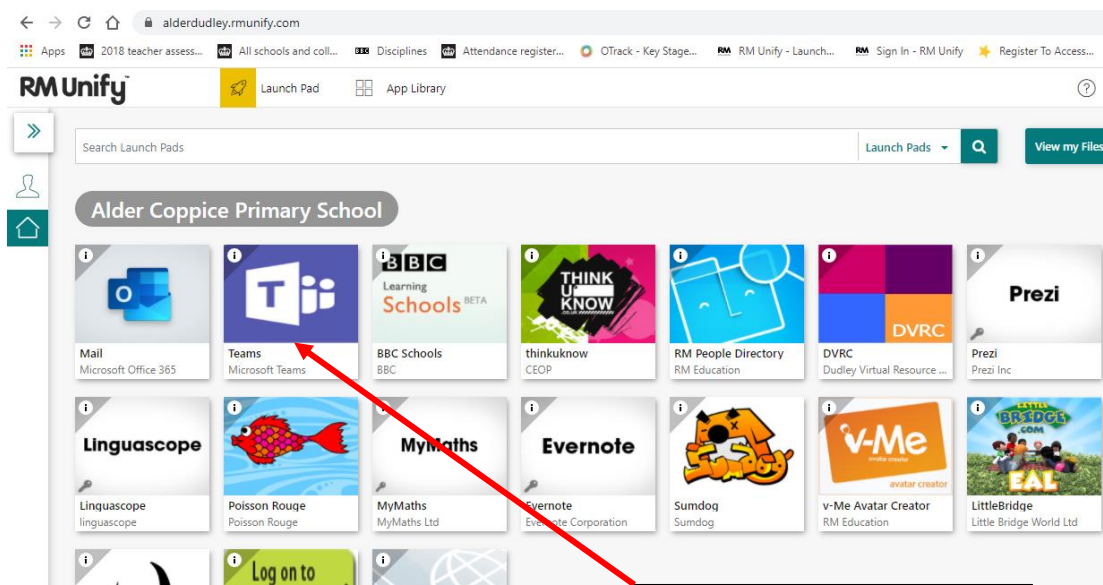 alderdudley.rmunify.com
Apps 2018 teacher assess... All schools and coll... Disciplines Attendance register... OTrack - Key Stage... RM RM Unify - Launch... RM Sign In - RM Unify Register To Access...
RM Unify Launch Pad App Library ?
Search Launch Pads Launch Pads View my Files
Alder Coppice Primary School
O
T
BBC
Learning
Schools BETA
THINK
U
KNOW
.CO.UK
DVRC
Prezi
Mail Teams BBC Schools thinkuknow RM People Directory DVRC Prezi
Microsoft Office 365 Microsoft Teams BBC CEOP RM Education Dudley Virtual Resource ... Prezi Inc
Linguascope
MyMaths
Evernote
Sumdog
v-Me
avatar creator
LITTLE
BRIDGE
.COM
EAL
Linguascope Poisson Rouge MyMaths Evernote Sumdog v-Me Avatar Creator LittleBridge
linguascope Poisson Rouge MyMaths Ltd Evernote Corporation Sumdog RM Education Little Bridge World Ltd
Log on to